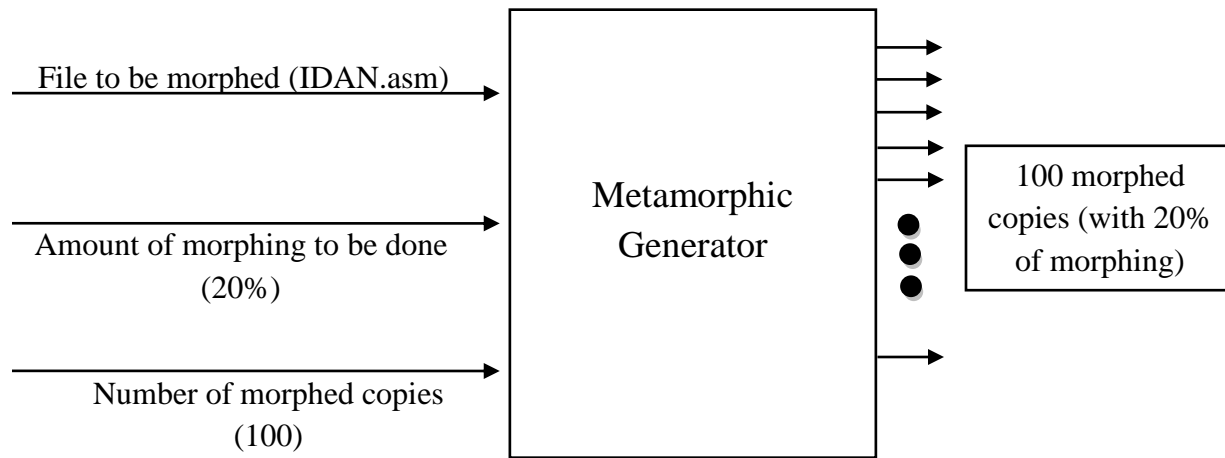 File to be morphed (IDAN.asm)
Amount of morphing to be done
(20%)
Number of morphed copies
(100)
Metamorphic
Generator
100 morphed
copies (with 20%
of morphing)